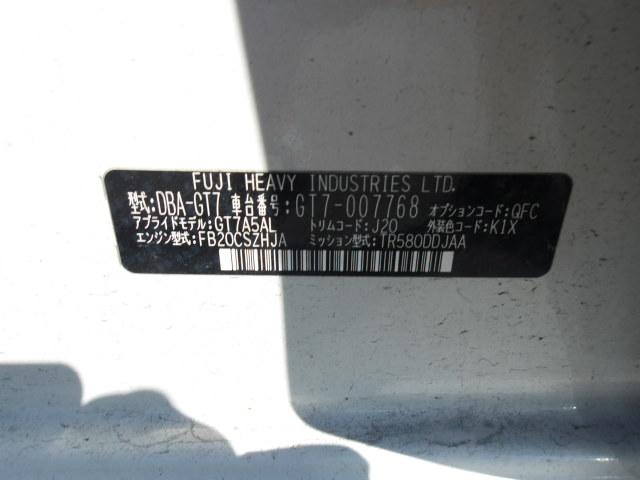 FUJI HEAVY INDUSTRIES LTD.
型式:DBA-GT7 車台番号:GT7-007768 オプションコード:QFC
アプライドモデル:GT7A5AL トリムコード:J20 外装色コード:K1X
エンジン型式:FB20CSZHJA ミッション型式:TR580DDJAA